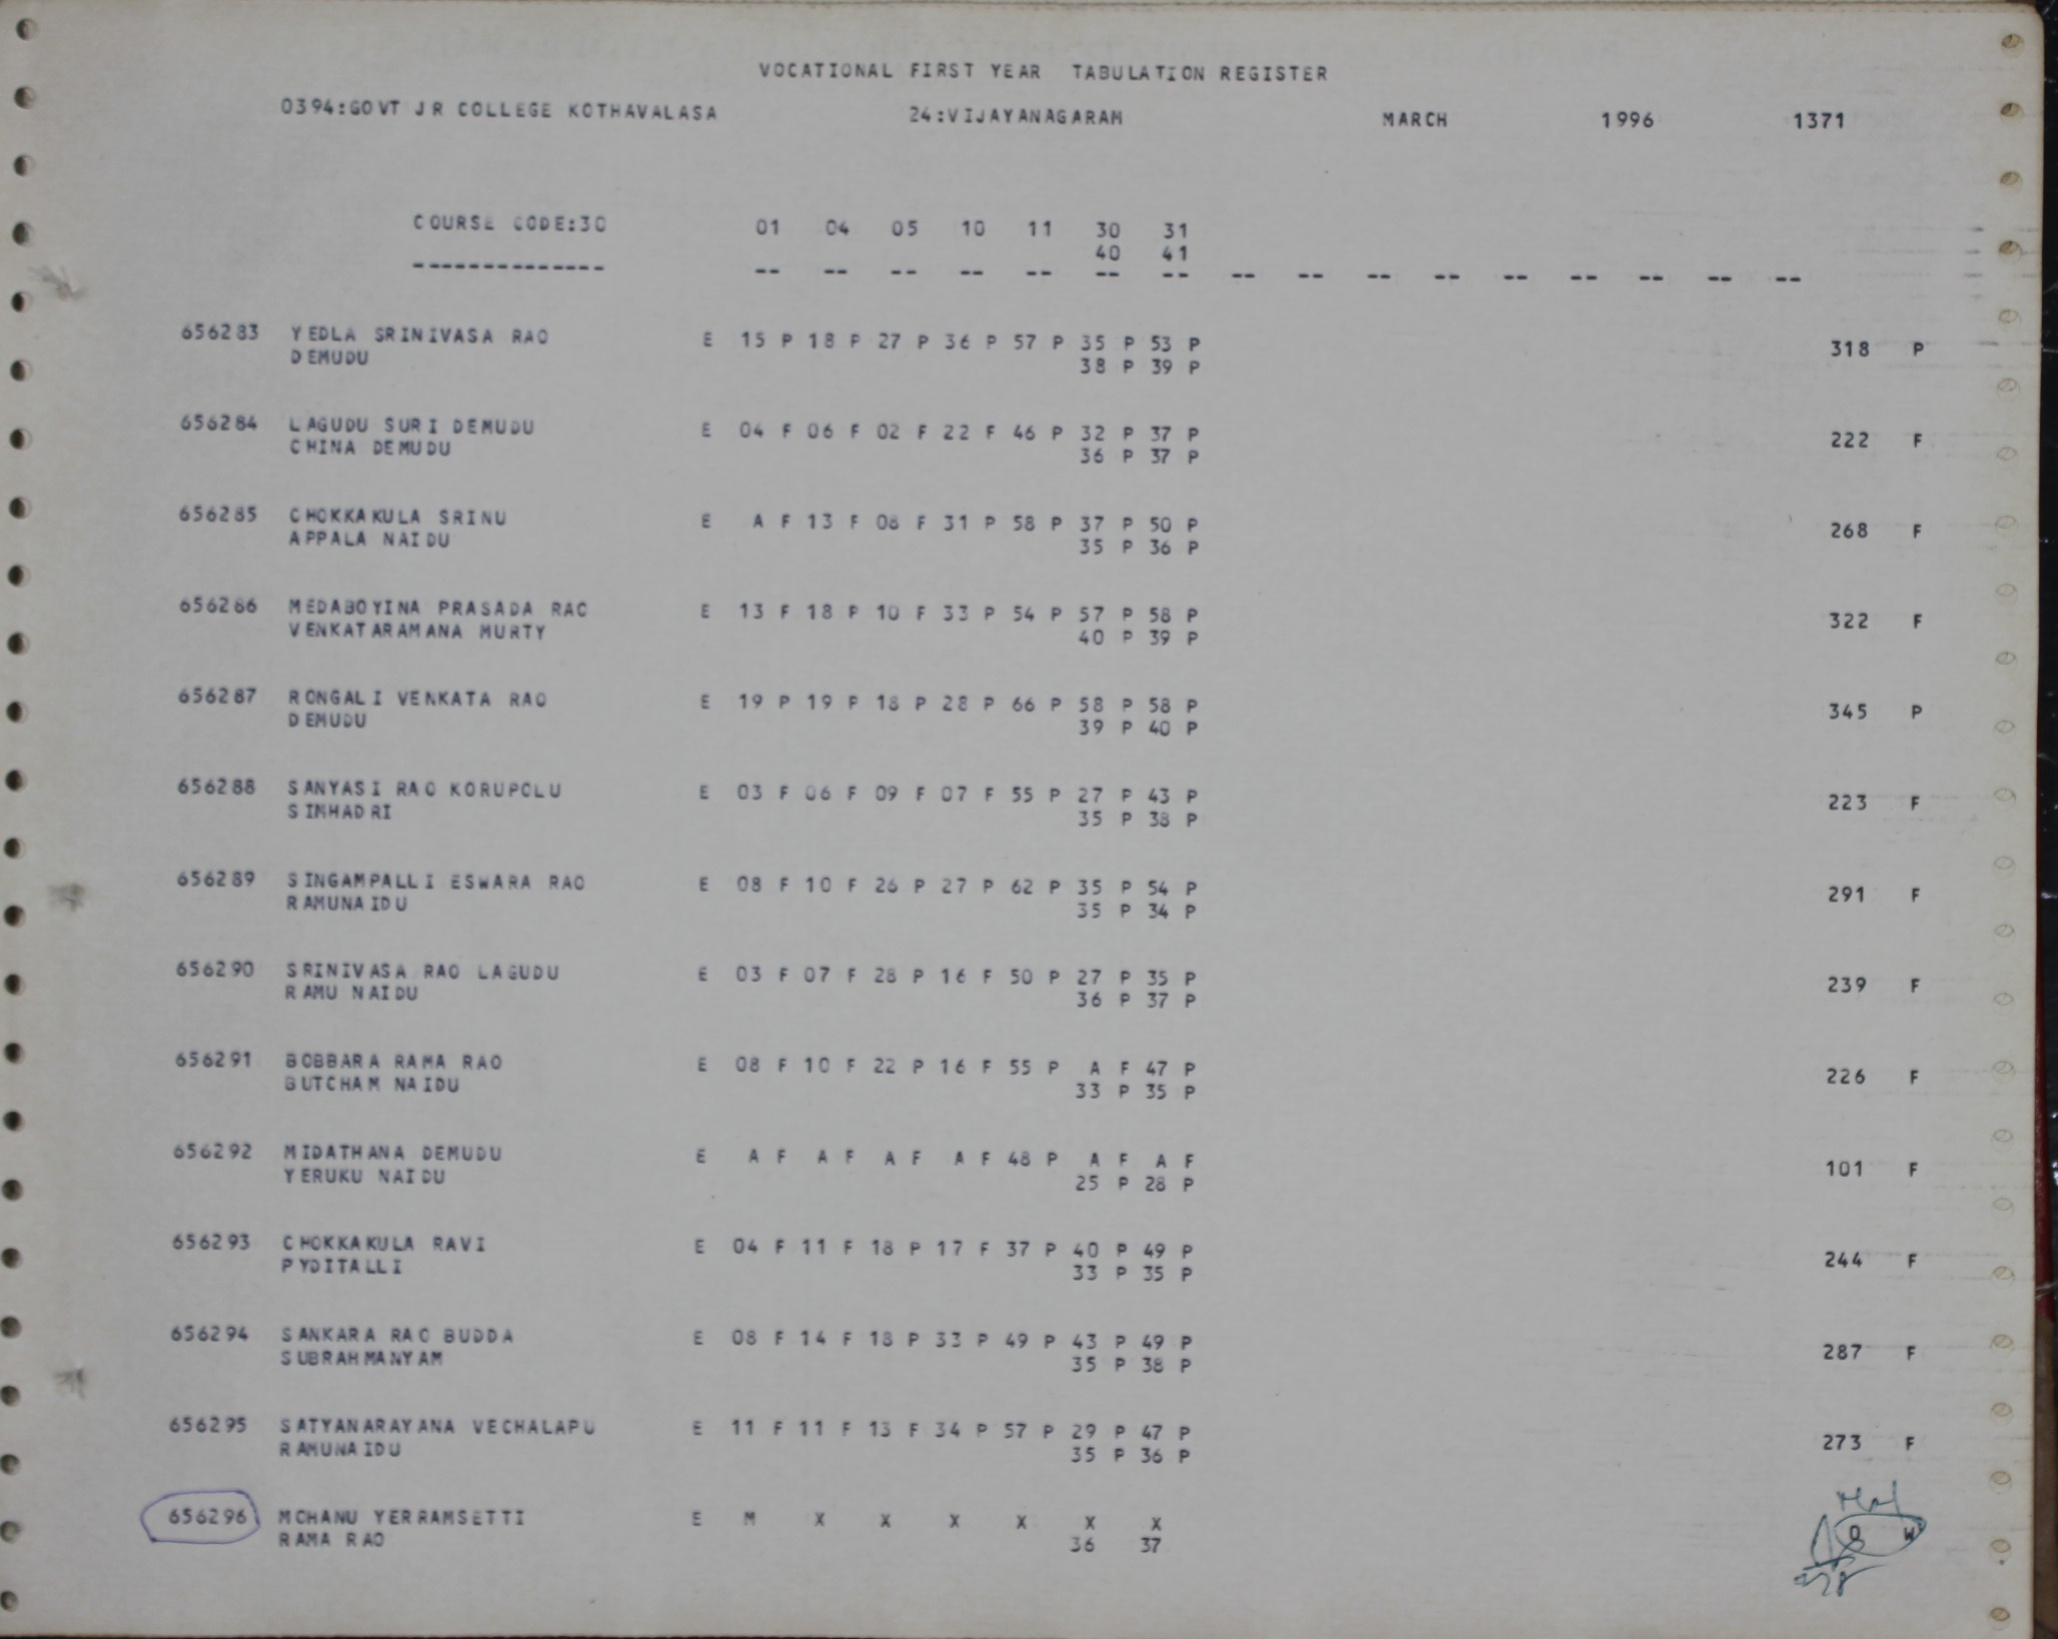 VOCATIONAL FIRST YEAR TABULATION REGISTER
0394:GOVT JR COLLEGE KOTHAVALASA 24:VIJAYANAGARAM MARCH 1996 1371
COURSE CODE:30 01 04 05 10 11 30 31
40 41
-------------- -- -- -- -- -- -- -- -- -- -- -- -- -- -- -- --
656283 YEDLA SRINIVASA RAO E 15 P 18 P 27 P 36 P 57 P 35 P 53 P 318 P
DEMUDU 38 P 39 P
656284 LAGUDU SURI DEMUDU E 04 F 06 F 02 F 22 F 46 P 32 P 37 P 222 F
CHINA DEMUDU 36 P 37 P
656285 CHOKKAKULA SRINU E A F 13 F 08 F 31 P 58 P 37 P 50 P 268 F
APPALA NAIDU 35 P 36 P
656286 MEDABOYINA PRASADA RAO E 13 F 18 P 10 F 33 P 54 P 57 P 58 P 322 F
VENKATARAMANA MURTY 40 P 39 P
656287 RONGALI VENKATA RAO E 19 P 19 P 18 P 28 P 66 P 58 P 58 P 345 P
DEMUDU 39 P 40 P
656288 SANYASI RAO KORUPOLU E 03 F 06 F 09 F 07 F 55 P 27 P 43 P 223 F
SIMHADRI 35 P 38 P
656289 SINGAMPALLI ESWARA RAO E 08 F 10 F 26 P 27 P 62 P 35 P 54 P 291 F
RAMUNAIDU 35 P 34 P
656290 SRINIVASA RAO LAGUDU E 03 F 07 F 28 P 16 F 50 P 27 P 35 P 239 F
RAMU NAIDU 36 P 37 P
656291 BOBBARA RAMA RAO E 08 F 10 F 22 P 16 F 55 P A F 47 P 226 F
BUTCHAM NAIDU 33 P 35 P
656292 MIDATHANA DEMUDU E A F A F A F A F 48 P A F A F 101 F
YERUKU NAIDU 25 P 28 P
656293 CHOKKAKULA RAVI E 04 F 11 F 18 P 17 F 37 P 40 P 49 P 244 F
PYDITALLI 33 P 35 P
656294 SANKARA RAO BUDDA E 08 F 14 F 18 P 33 P 49 P 43 P 49 P 287 F
SUBRAHMANYAM 35 P 38 P
656295 SATYANARAYANA VECHALAPU E 11 F 11 F 13 F 34 P 57 P 29 P 47 P 273 F
RAMUNAIDU 35 P 36 P
656296 MOHANU YERRAMSETTI E M X X X X X X 0 W
RAMA RAO 36 37